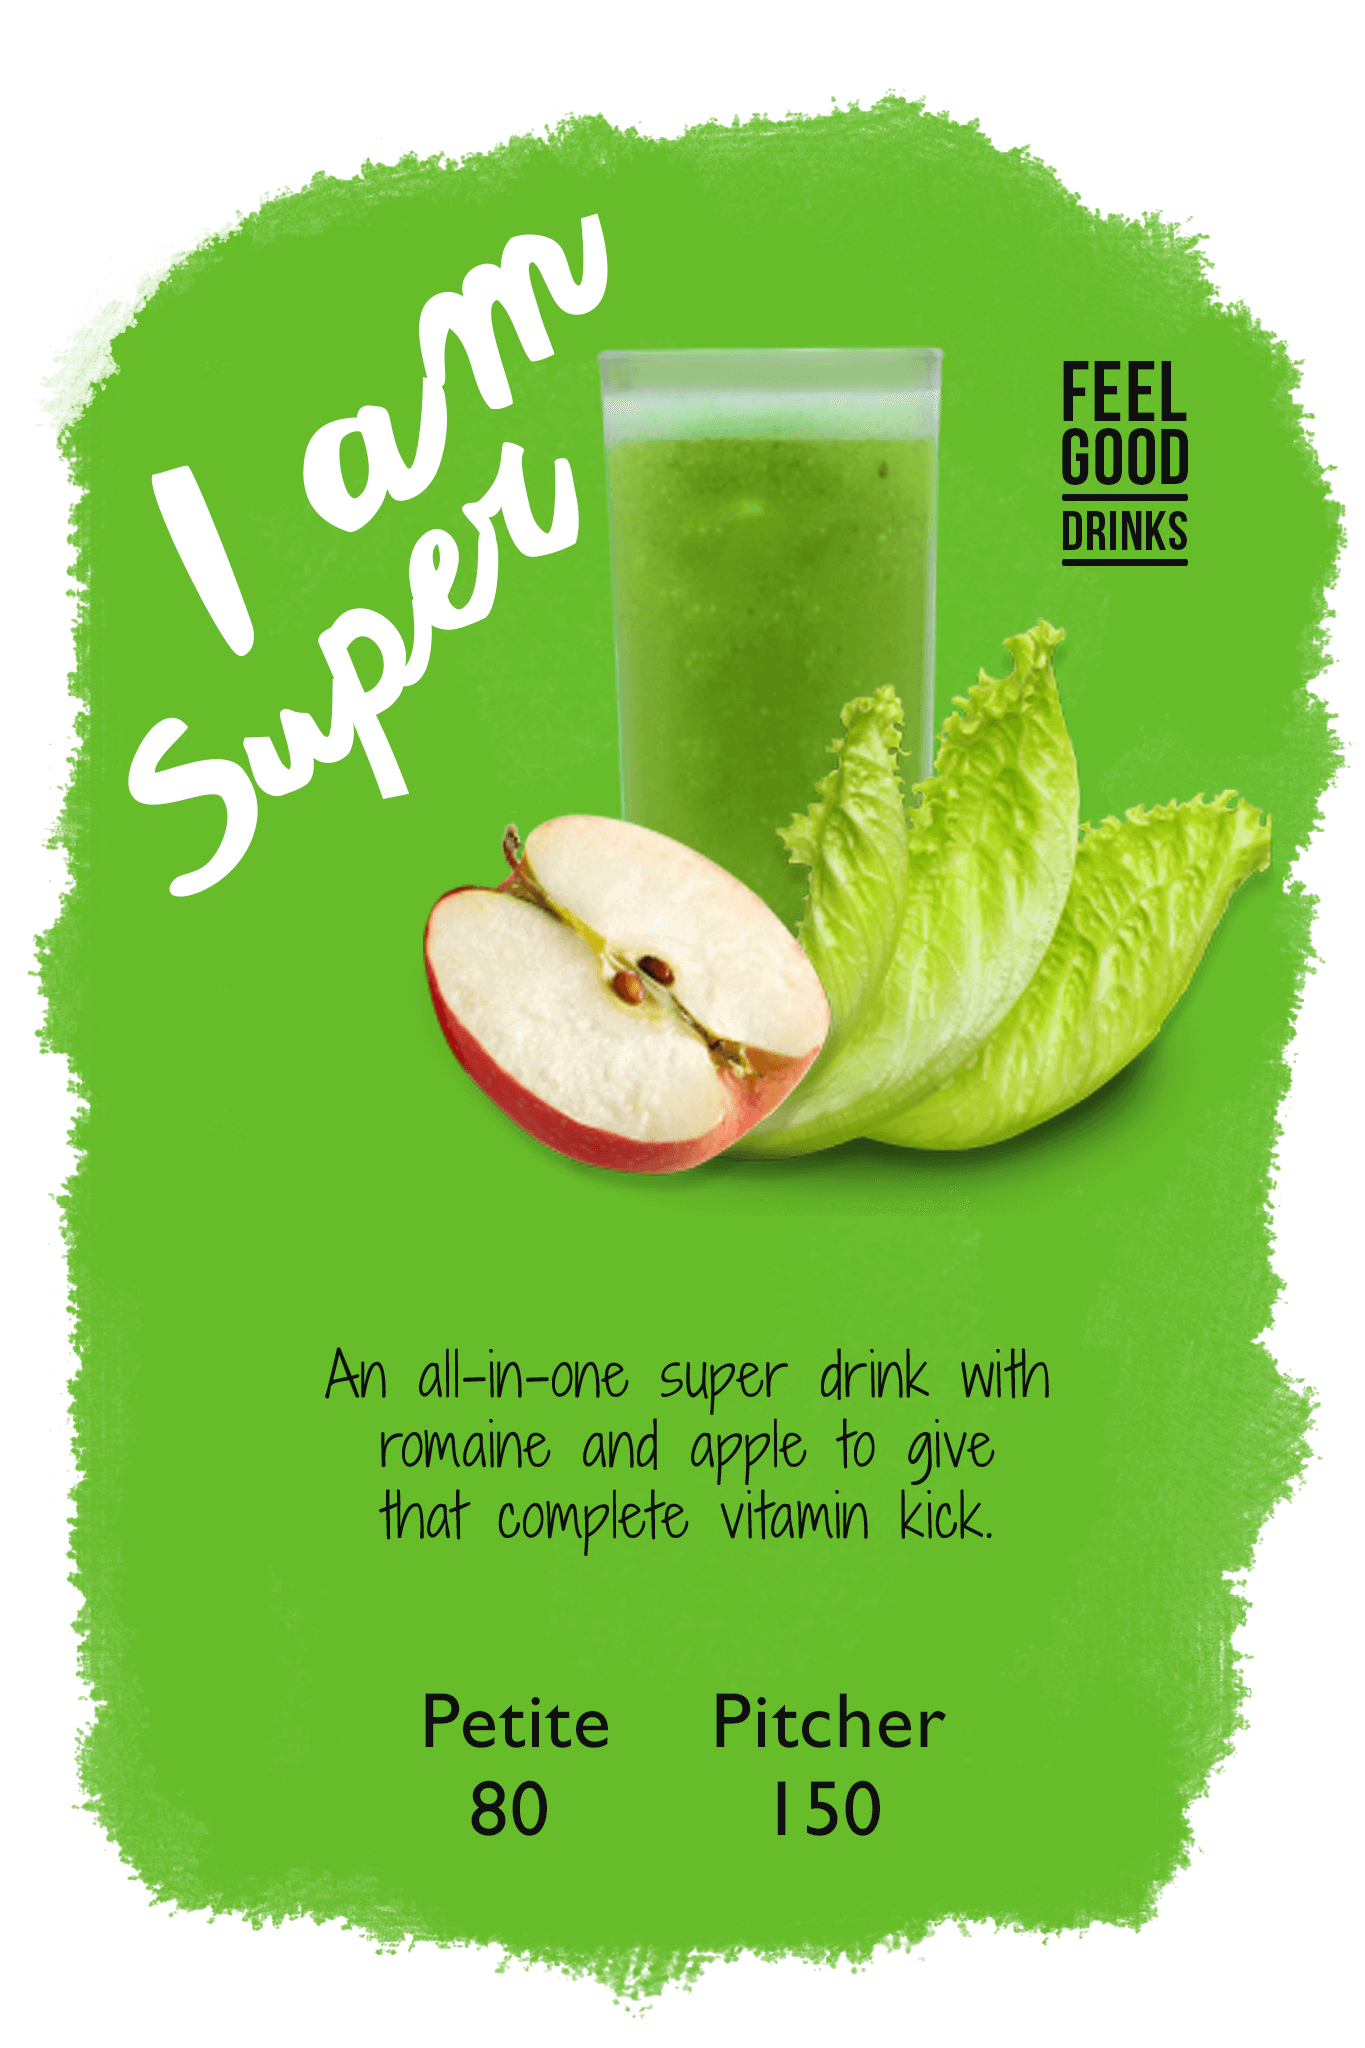 I am
Super
FEEL
GOOD
DRINKS
An all-in-one super drink with
romaine and apple to give
that complete vitamin kick.
Petite Pitcher
80 150